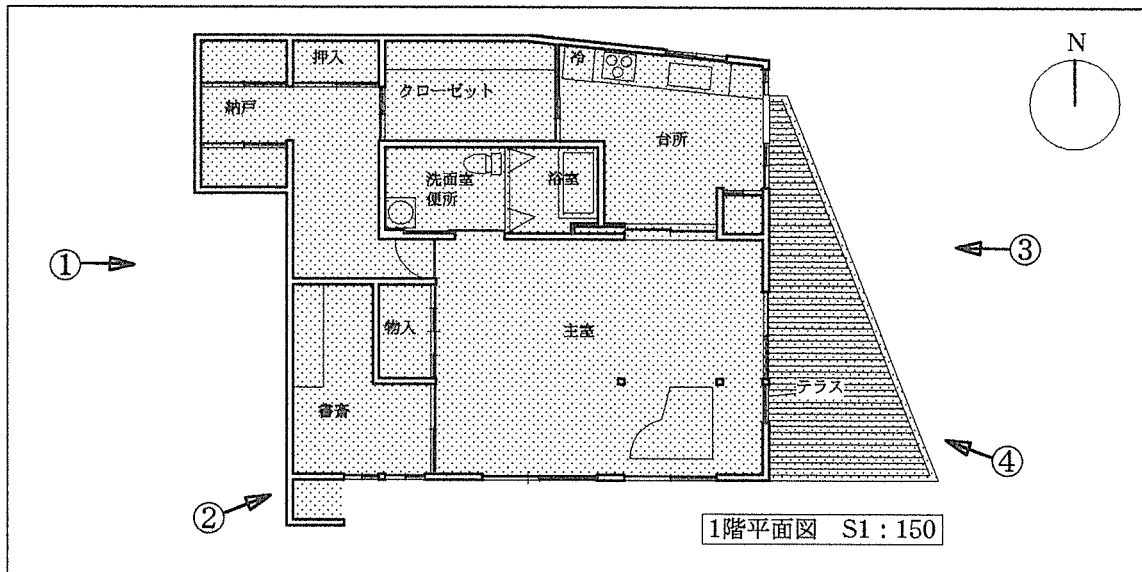 押入
冷
N
クローゼット
納戸
台所
洗面室
便所
浴室
①
③
物入
主室
テラス
書斎
④
②
1階平面図 S1：150